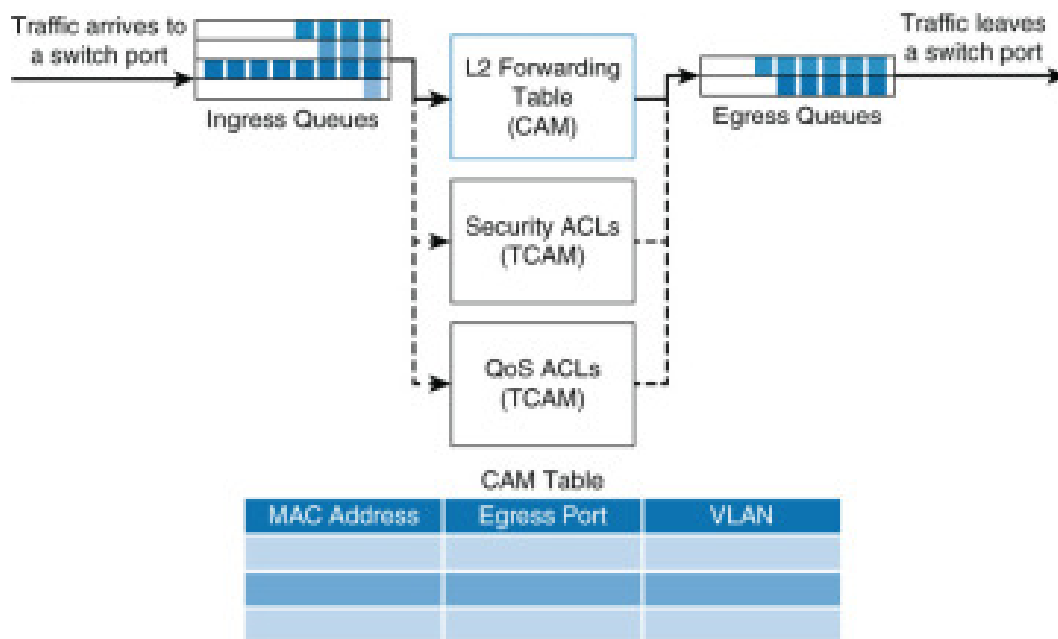 Traffic arrives to
a switch port
Ingress Queues
L2 Forwarding
Table
(CAM)
Traffic leaves
a switch port
Egress Queues
Security ACLs
(TCAM)
QoS ACLs
(TCAM)
CAM Table
MAC Address Egress Port VLAN